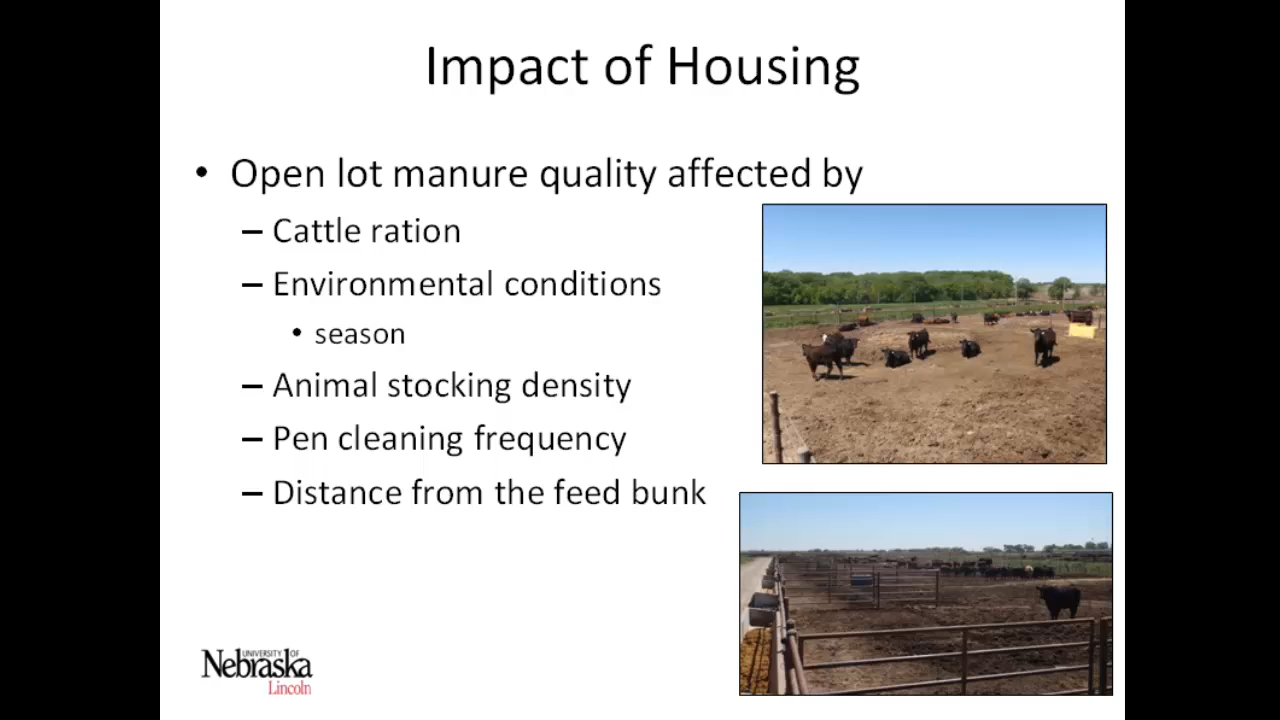 Impact of Housing
• Open lot manure quality affected by
– Cattle ration
– Environmental conditions
• season
– Animal stocking density
– Pen cleaning frequency
– Distance from the feed bunk
UNIVERSITY OF
Nebraska
Lincoln